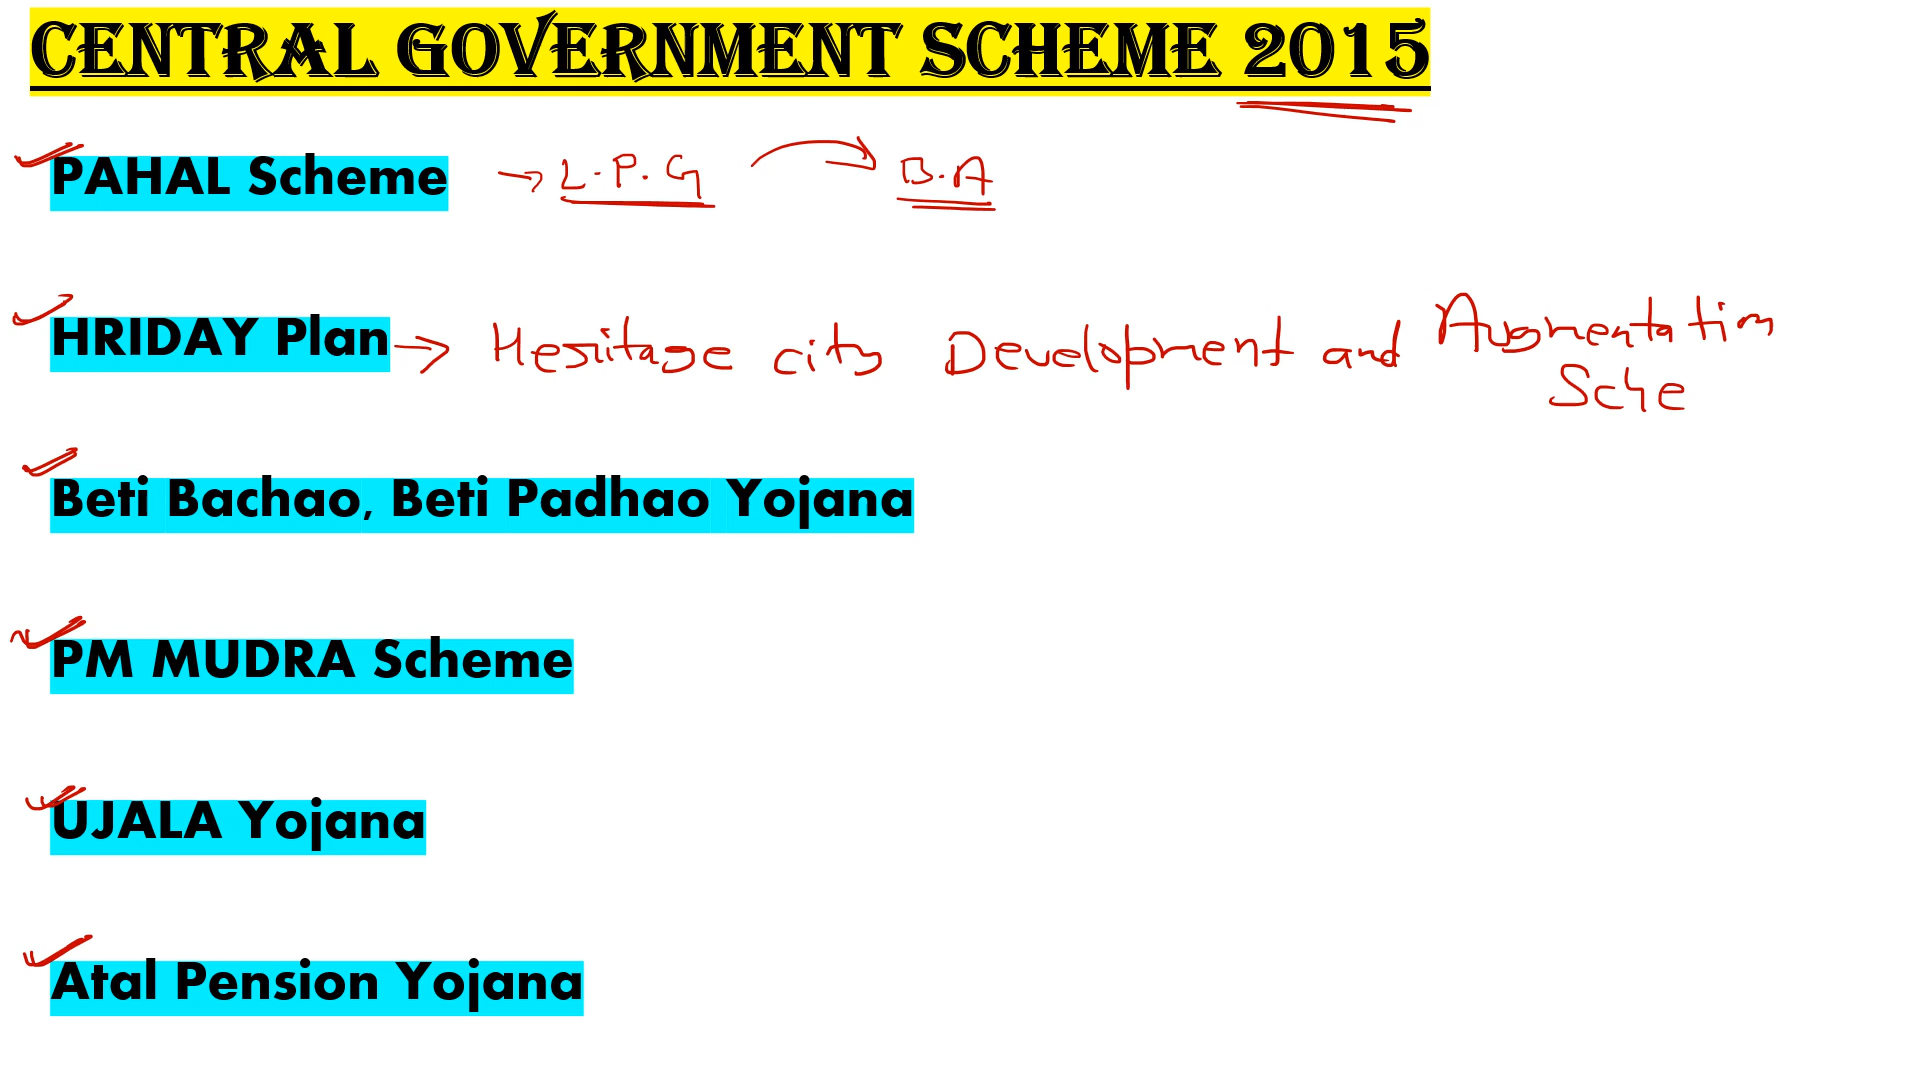 CENTRAL GOVERNMENT SCHEME 2015
PAHAL Scheme → L.P.G → B.A
HRIDAY Plan → Heritage city Development and Augmentation
Sche
Beti Bachao, Beti Padhao Yojana
PM MUDRA Scheme
UJALA Yojana
Atal Pension Yojana